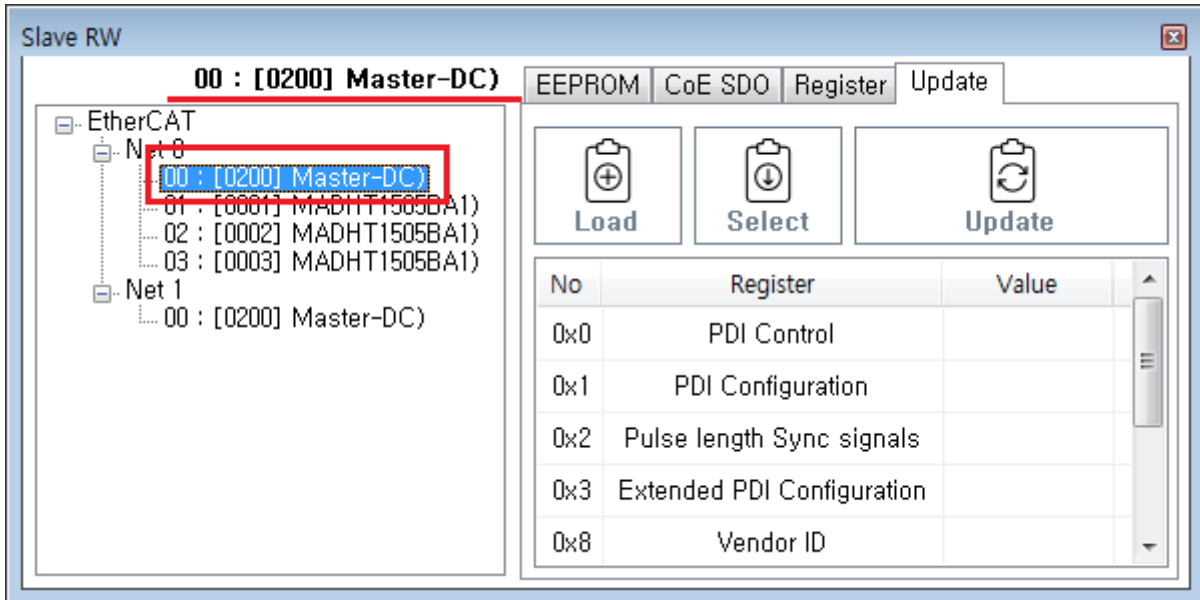 Slave RW
00 : [0200] Master-DC)
EtherCAT
Net 0
00 : [0200] Master-DC)
01 : [0001] MADHT1505BA1)
02 : [0002] MADHT1505BA1)
03 : [0003] MADHT1505BA1)
Net 1
00 : [0200] Master-DC)
EEPROM CoE SDO Register Update
Load Select Update
No Register Value
0x0 PDI Control
0x1 PDI Configuration
0x2 Pulse length Sync signals
0x3 Extended PDI Configuration
0x8 Vendor ID